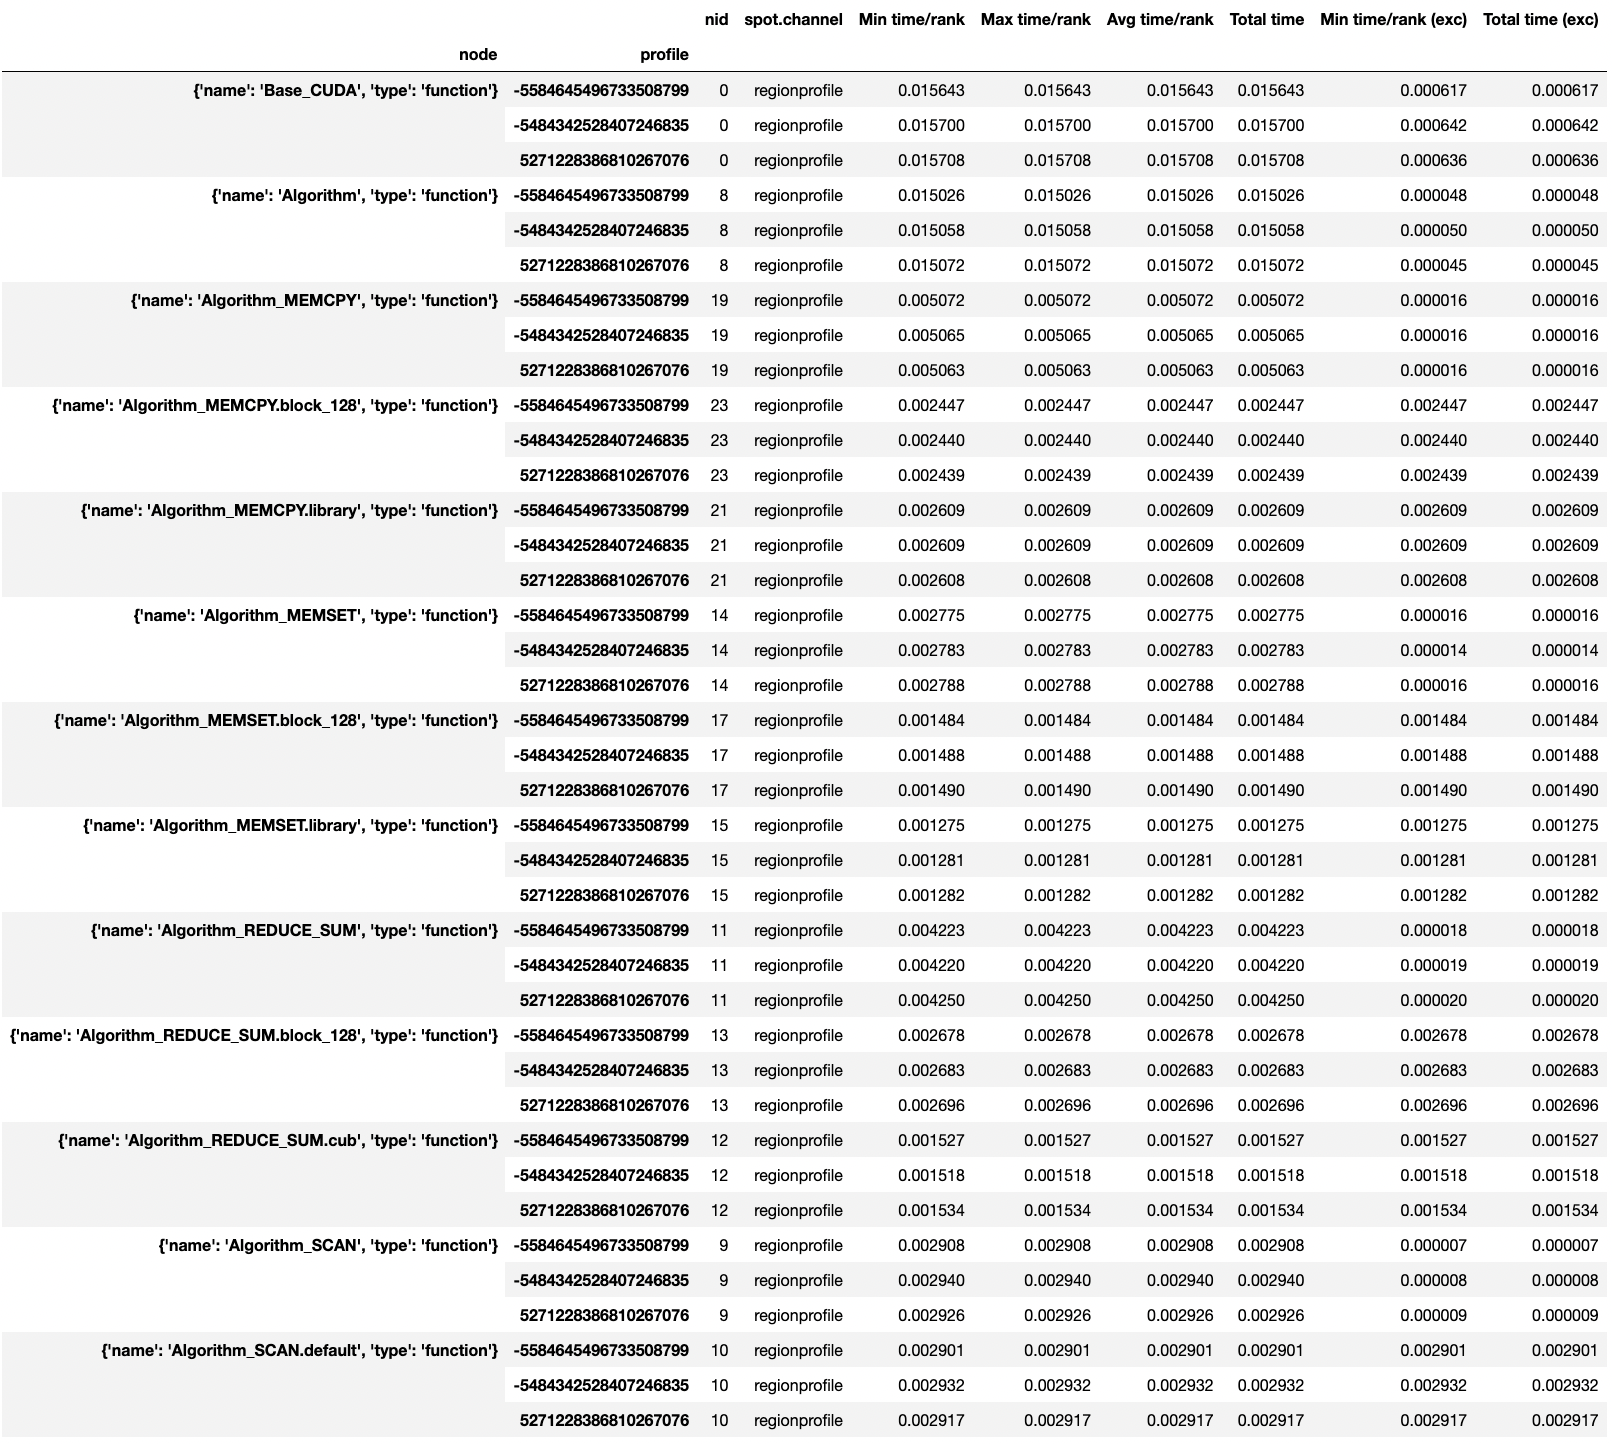 nid spot.channel Min time/rank Max time/rank Avg time/rank Total time Min time/rank (exc) Total time (exc)
node profile
{'name': 'Base_CUDA', 'type': 'function'} -5584645496733508799 0 regionprofile 0.015643 0.015643 0.015643 0.015643 0.000617 0.000617
-5484342528407246835 0 regionprofile 0.015700 0.015700 0.015700 0.015700 0.000642 0.000642
5271228386810267076 0 regionprofile 0.015708 0.015708 0.015708 0.015708 0.000636 0.000636
{'name': 'Algorithm', 'type': 'function'} -5584645496733508799 8 regionprofile 0.015026 0.015026 0.015026 0.015026 0.000048 0.000048
-5484342528407246835 8 regionprofile 0.015058 0.015058 0.015058 0.015058 0.000050 0.000050
5271228386810267076 8 regionprofile 0.015072 0.015072 0.015072 0.015072 0.000045 0.000045
{'name': 'Algorithm_MEMCPY', 'type': 'function'} -5584645496733508799 19 regionprofile 0.005072 0.005072 0.005072 0.005072 0.000016 0.000016
-5484342528407246835 19 regionprofile 0.005065 0.005065 0.005065 0.005065 0.000016 0.000016
5271228386810267076 19 regionprofile 0.005063 0.005063 0.005063 0.005063 0.000016 0.000016
{'name': 'Algorithm_MEMCPY.block_128', 'type': 'function'} -5584645496733508799 23 regionprofile 0.002447 0.002447 0.002447 0.002447 0.002447 0.002447
-5484342528407246835 23 regionprofile 0.002440 0.002440 0.002440 0.002440 0.002440 0.002440
5271228386810267076 23 regionprofile 0.002439 0.002439 0.002439 0.002439 0.002439 0.002439
{'name': 'Algorithm_MEMCPY.library', 'type': 'function'} -5584645496733508799 21 regionprofile 0.002609 0.002609 0.002609 0.002609 0.002609 0.002609
-5484342528407246835 21 regionprofile 0.002609 0.002609 0.002609 0.002609 0.002609 0.002609
5271228386810267076 21 regionprofile 0.002608 0.002608 0.002608 0.002608 0.002608 0.002608
{'name': 'Algorithm_MEMSET', 'type': 'function'} -5584645496733508799 14 regionprofile 0.002775 0.002775 0.002775 0.002775 0.000016 0.000016
-5484342528407246835 14 regionprofile 0.002783 0.002783 0.002783 0.002783 0.000014 0.000014
5271228386810267076 14 regionprofile 0.002788 0.002788 0.002788 0.002788 0.000016 0.000016
{'name': 'Algorithm_MEMSET.block_128', 'type': 'function'} -5584645496733508799 17 regionprofile 0.001484 0.001484 0.001484 0.001484 0.001484 0.001484
-5484342528407246835 17 regionprofile 0.001488 0.001488 0.001488 0.001488 0.001488 0.001488
5271228386810267076 17 regionprofile 0.001490 0.001490 0.001490 0.001490 0.001490 0.001490
{'name': 'Algorithm_MEMSET.library', 'type': 'function'} -5584645496733508799 15 regionprofile 0.001275 0.001275 0.001275 0.001275 0.001275 0.001275
-5484342528407246835 15 regionprofile 0.001281 0.001281 0.001281 0.001281 0.001281 0.001281
5271228386810267076 15 regionprofile 0.001282 0.001282 0.001282 0.001282 0.001282 0.001282
{'name': 'Algorithm_REDUCE_SUM', 'type': 'function'} -5584645496733508799 11 regionprofile 0.004223 0.004223 0.004223 0.004223 0.000018 0.000018
-5484342528407246835 11 regionprofile 0.004220 0.004220 0.004220 0.004220 0.000019 0.000019
5271228386810267076 11 regionprofile 0.004250 0.004250 0.004250 0.004250 0.000020 0.000020
{'name': 'Algorithm_REDUCE_SUM.block_128', 'type': 'function'} -5584645496733508799 13 regionprofile 0.002678 0.002678 0.002678 0.002678 0.002678 0.002678
-5484342528407246835 13 regionprofile 0.002683 0.002683 0.002683 0.002683 0.002683 0.002683
5271228386810267076 13 regionprofile 0.002696 0.002696 0.002696 0.002696 0.002696 0.002696
{'name': 'Algorithm_REDUCE_SUM.cub', 'type': 'function'} -5584645496733508799 12 regionprofile 0.001527 0.001527 0.001527 0.001527 0.001527 0.001527
-5484342528407246835 12 regionprofile 0.001518 0.001518 0.001518 0.001518 0.001518 0.001518
5271228386810267076 12 regionprofile 0.001534 0.001534 0.001534 0.001534 0.001534 0.001534
{'name': 'Algorithm_SCAN', 'type': 'function'} -5584645496733508799 9 regionprofile 0.002908 0.002908 0.002908 0.002908 0.000007 0.000007
-5484342528407246835 9 regionprofile 0.002940 0.002940 0.002940 0.002940 0.000008 0.000008
5271228386810267076 9 regionprofile 0.002926 0.002926 0.002926 0.002926 0.000009 0.000009
{'name': 'Algorithm_SCAN.default', 'type': 'function'} -5584645496733508799 10 regionprofile 0.002901 0.002901 0.002901 0.002901 0.002901 0.002901
-5484342528407246835 10 regionprofile 0.002932 0.002932 0.002932 0.002932 0.002932 0.002932
5271228386810267076 10 regionprofile 0.002917 0.002917 0.002917 0.002917 0.002917 0.002917